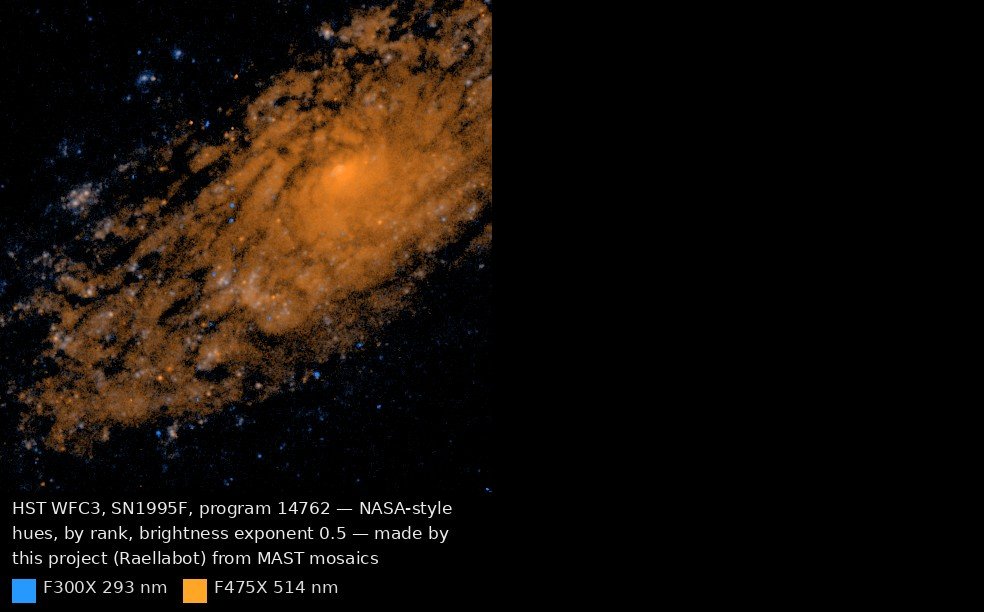 HST WFC3, SN1995F, program 14762 — NASA-style
hues, by rank, brightness exponent 0.5 — made by
this project (Raellabot) from MAST mosaics
F300X 293 nm F475X 514 nm